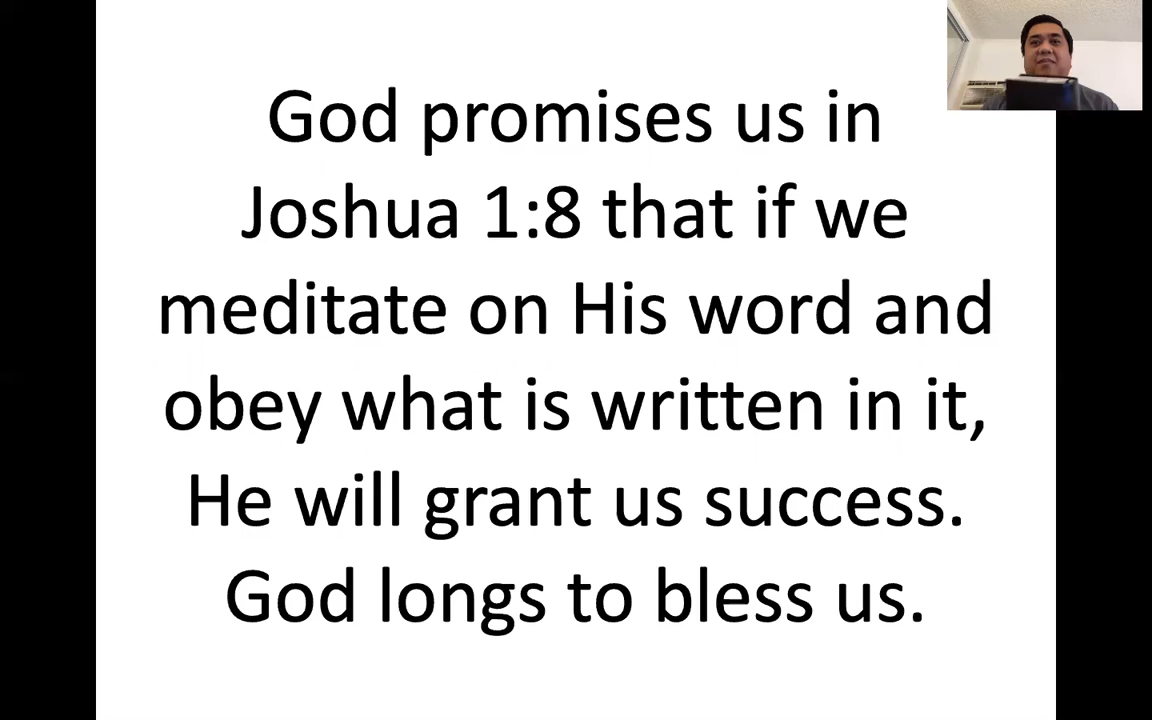 God promises us in
Joshua 1:8 that if we
meditate on His word and
obey what is written in it,
He will grant us success.
God longs to bless us.